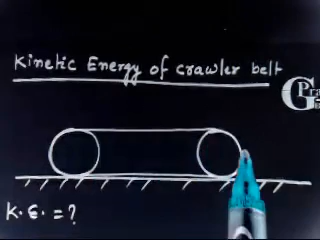 Kinetic Energy of crawler belt
K.E. = ?